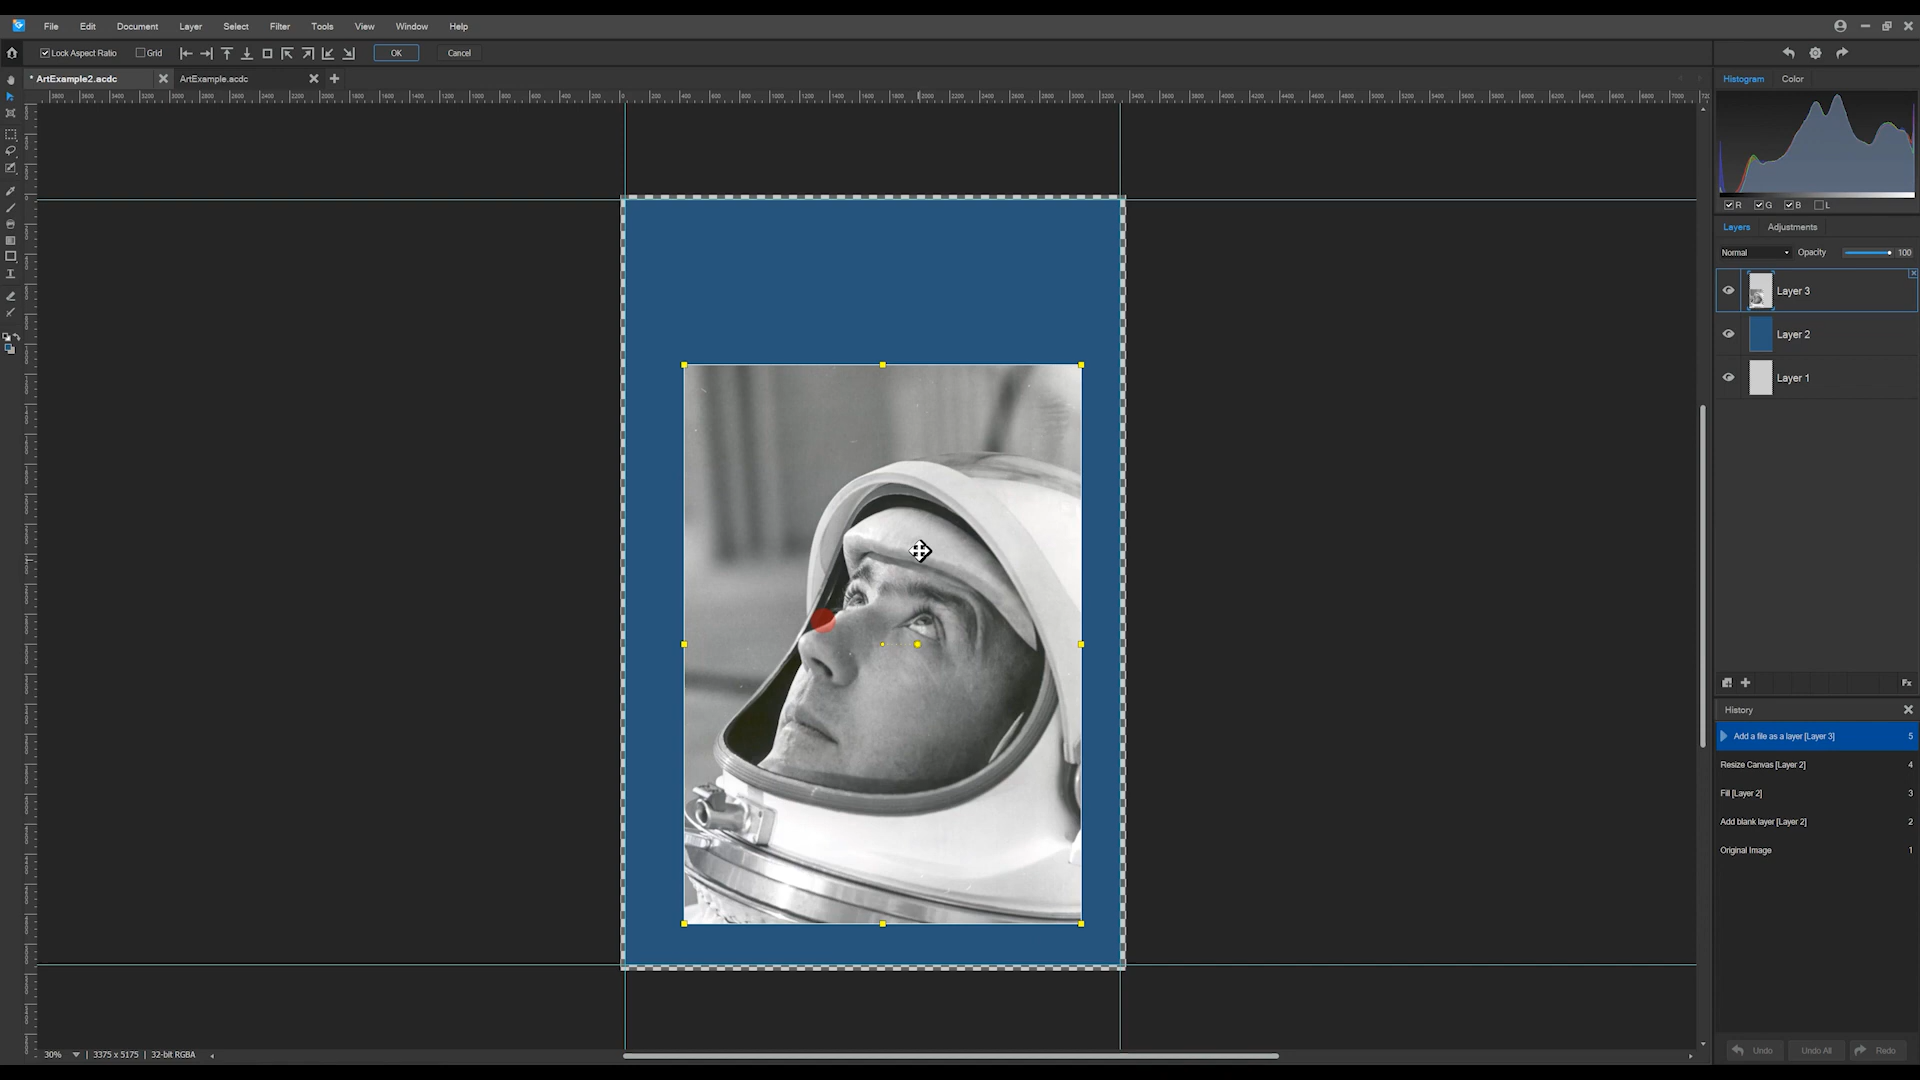 File Edit Document Layer Select Filter Tools View Window Help
Lock Aspect Ratio Grid OK Cancel
* ArtExample2.acdc ArtExample.acdc
Histogram Color
R G B L
Layers Adjustments
Normal Opacity 100
Layer 3
Layer 2
Layer 1
Fx
History
Add a file as a layer [Layer 3] 5
Resize Canvas [Layer 2] 4
Fill [Layer 2] 3
Add blank layer [Layer 2] 2
Original Image 1
30% 3375 x 5175 32-bit RGBA
Undo Undo All Redo